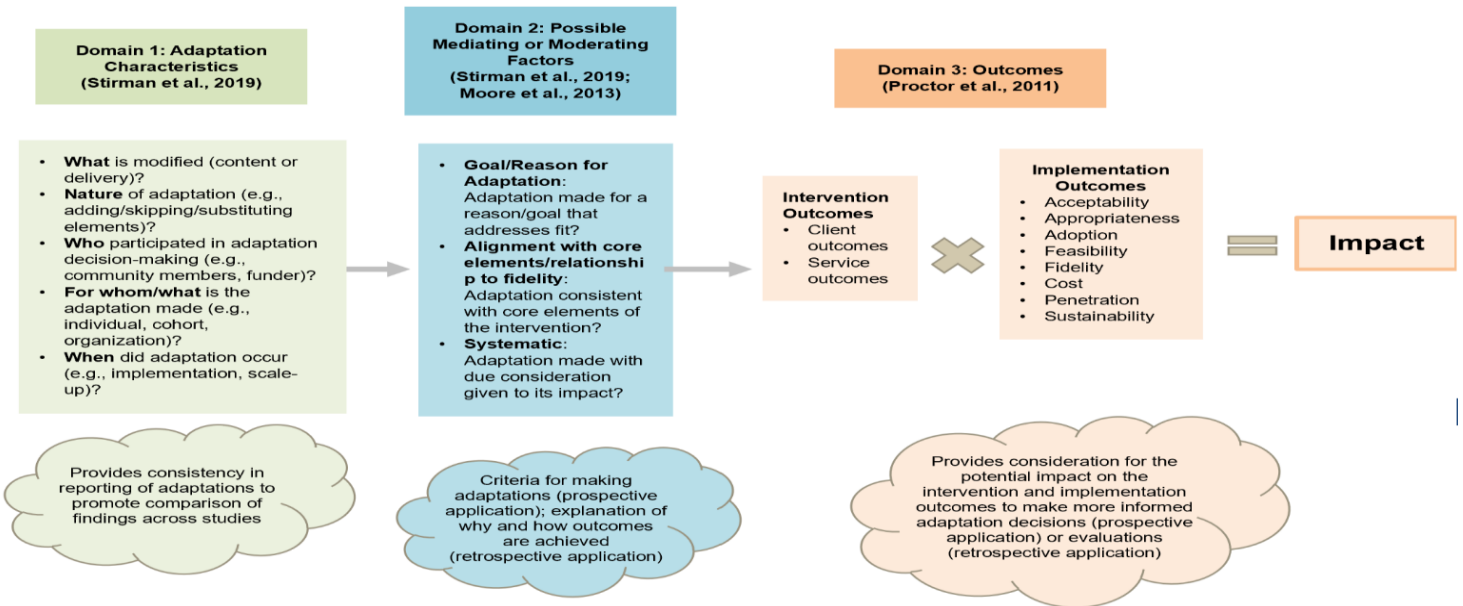 Domain 1: Adaptation
Characteristics
(Stirman et al., 2019)
Domain 2: Possible
Mediating or Moderating
Factors
(Stirman et al., 2019;
Moore et al., 2013)
Domain 3: Outcomes
(Proctor et al., 2011)
• What is modified (content or
delivery)?
• Nature of adaptation (e.g.,
adding/skipping/substituting
elements)?
• Who participated in adaptation
decision-making (e.g.,
community members, funder)?
• For whom/what is the
adaptation made (e.g.,
individual, cohort,
organization)?
• When did adaptation occur
(e.g., implementation, scale-
up)?
• Goal/Reason for
Adaptation:
Adaptation made for a
reason/goal that
addresses fit?
• Alignment with core
elements/relationshi
p to fidelity:
Adaptation consistent
with core elements of
the intervention?
• Systematic:
Adaptation made with
due consideration
given to its impact?
Intervention
Outcomes
• Client
outcomes
• Service
outcomes
Implementation
Outcomes
• Acceptability
• Appropriateness
• Adoption
• Feasibility
• Fidelity
• Cost
• Penetration
• Sustainability
Impact
Provides consistency in
reporting of adaptations to
promote comparison of
findings across studies
Criteria for making
adaptations (prospective
application); explanation of
why and how outcomes
are achieved
(retrospective application)
Provides consideration for the
potential impact on the
intervention and implementation
outcomes to make more informed
adaptation decisions (prospective
application) or evaluations
(retrospective application)